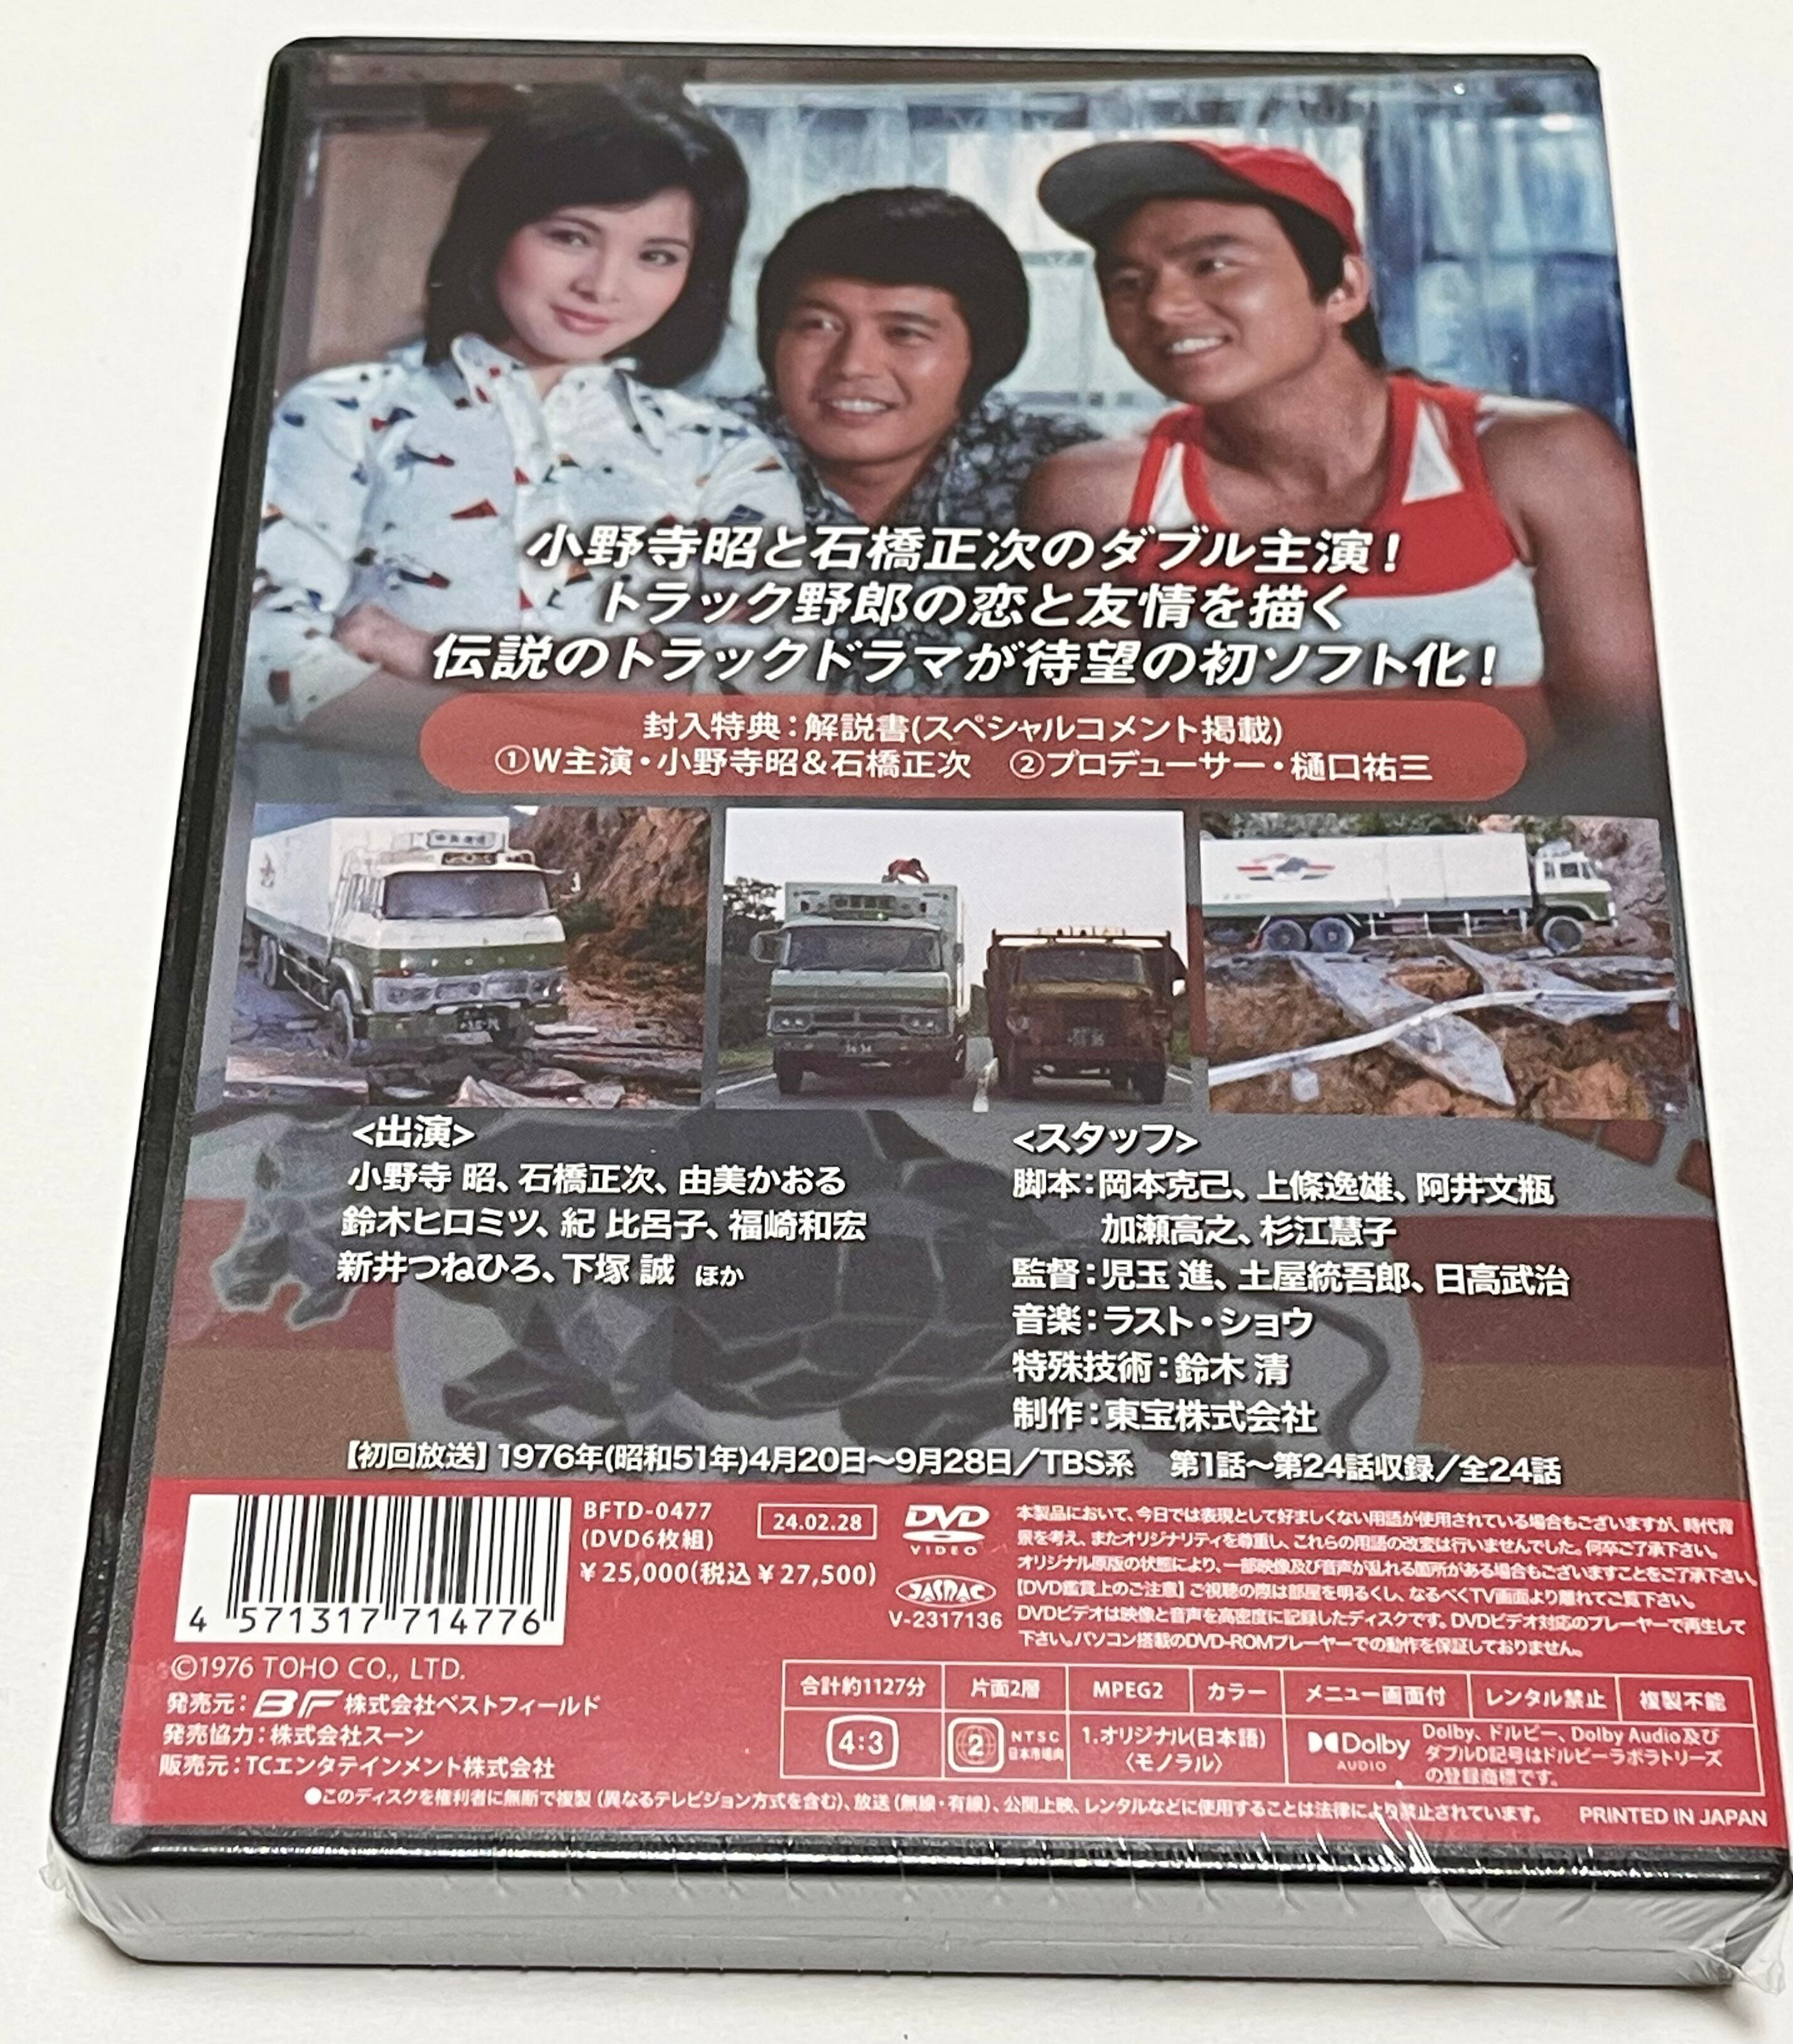 小野寺昭と石橋正次のダブル主演！
トラック野郎の恋と友情を描く
伝説のトラックドラマが待望の初ソフト化！
封入特典：解説書(スペシャルコメント掲載)
①W主演・小野寺昭＆石橋正次　②プロデューサー・樋口祐三
<出演>
小野寺 昭、石橋正次、由美かおる
鈴木ヒロミツ、紀 比呂子、福崎和宏
新井つねひろ、下塚 誠 ほか
<スタッフ>
脚本：岡本克己、上條逸雄、阿井文瓶
加瀬高之、杉江慧子
監督：児玉 進、土屋統吾郎、日高武治
音楽：ラスト・ショウ
特殊技術：鈴木 清
制作：東宝株式会社
【初回放送】1976年(昭和51年)4月20日～9月28日／TBS系　第1話～第24話収録／全24話
4 571317 714776
BFTD-0477
(DVD6枚組)
￥25,000(税込￥27,500)
24.02.28
DVD
VIDEO
JASRAC
V-2317136
本製品において、今日では表現として好ましくない用語が使用されている場合もございますが、時代背
景を考え、またオリジナリティを尊重し、これらの用語の改変は行いませんでした。何卒ご了承下さい。
オリジナル原版の状態により、一部映像及び音声が乱れる箇所がある場合もございますことをご了承下さい。
【DVD鑑賞上のご注意】ご視聴の際は部屋を明るくし、なるべくTV画面より離れてご覧下さい。
DVDビデオは映像と音声を高密度に記録したディスクです。DVDビデオ対応のプレーヤーで再生して
下さい。パソコン搭載のDVD-ROMプレーヤーでの動作を保証しておりません。
©1976 TOHO CO., LTD.
発売元：BF 株式会社ベストフィールド
発売協力：株式会社スーン
販売元：TCエンタテインメント株式会社
合計約1127分 片面2層 MPEG2 カラー メニュー画面付 レンタル禁止 複製不能
4:3
2
NTSC
日本市場向
1.オリジナル(日本語)
〈モノラル〉
Dolby
AUDIO
Dolby、ドルビー、Dolby Audio及び
ダブルD記号はドルビーラボラトリーズ
の登録商標です。
●このディスクを権利者に無断で複製（異なるテレビジョン方式を含む）、放送（無線・有線）、公開上映、レンタルなどに使用することは法律により禁止されています。　PRINTED IN JAPAN